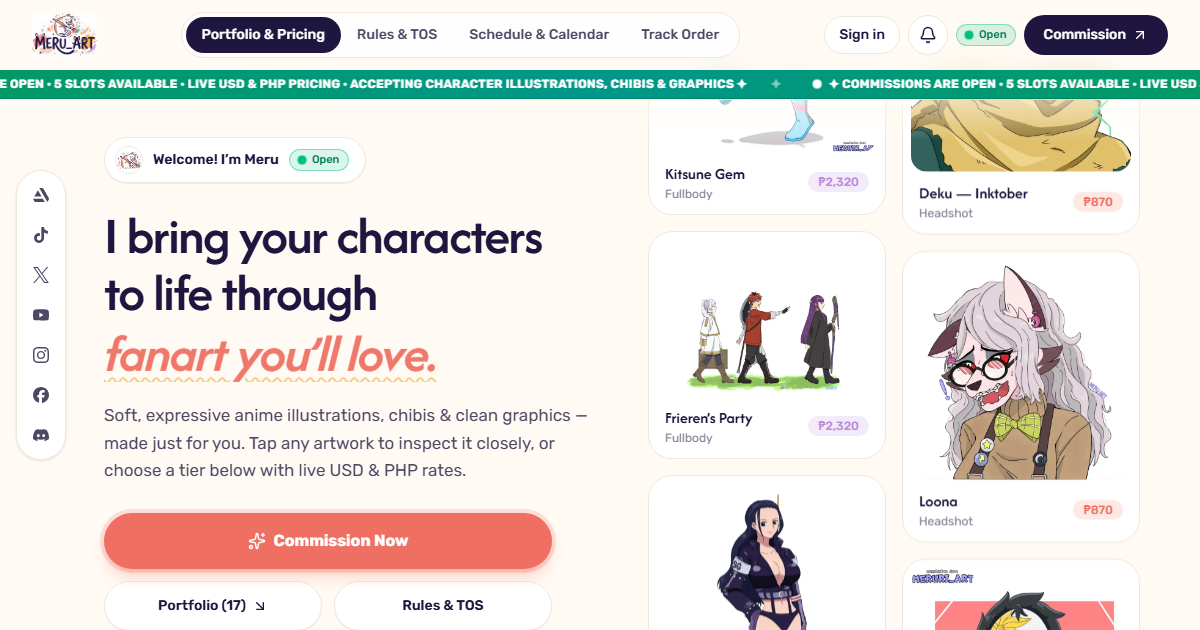 MERU_ART
Portfolio & Pricing
Rules & TOS
Schedule & Calendar
Track Order
Sign in
Open
Commission
E OPEN • 5 SLOTS AVAILABLE • LIVE USD & PHP PRICING • ACCEPTING CHARACTER ILLUSTRATIONS, CHIBIS & GRAPHICS ✦ ✦ ✦ COMMISSIONS ARE OPEN • 5 SLOTS AVAILABLE • LIVE USD
Welcome! I'm Meru
Open
I bring your characters
to life through
fanart you'll love.
Soft, expressive anime illustrations, chibis & clean graphics —
made just for you. Tap any artwork to inspect it closely, or
choose a tier below with live USD & PHP rates.
Commission Now
Portfolio (17)
Rules & TOS
Kitsune Gem
Fullbody
₱2,320
Frieren's Party
Fullbody
₱2,320
Deku — Inktober
Headshot
₱870
Loona
Headshot
₱870